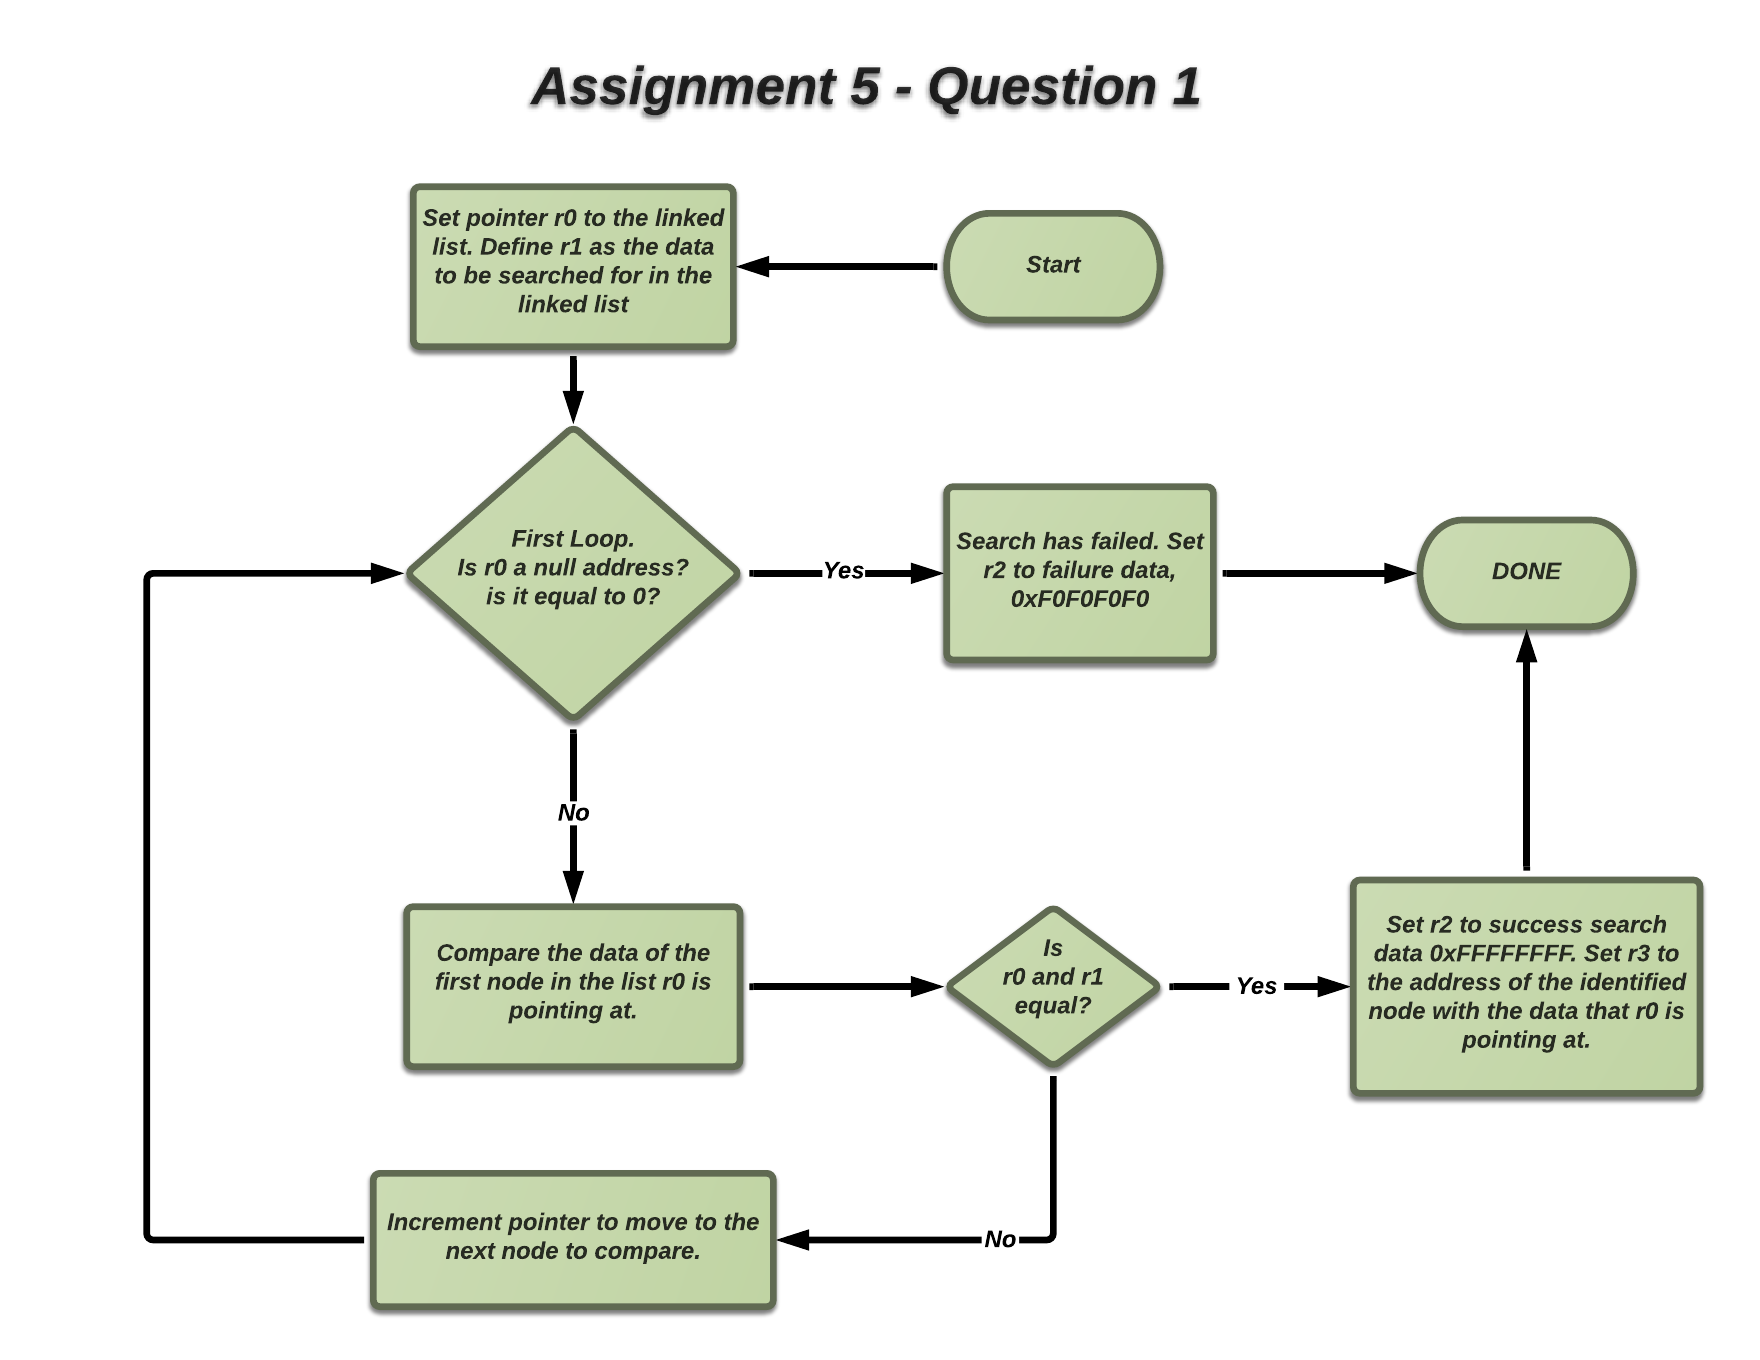 Assignment 5 - Question 1
Start
Set pointer r0 to the linked
list. Define r1 as the data
to be searched for in the
linked list
First Loop.
Is r0 a null address?
is it equal to 0?
Yes
Search has failed. Set
r2 to failure data,
0xF0F0F0F0
DONE
No
Compare the data of the
first node in the list r0 is
pointing at.
Is
r0 and r1
equal?
Yes
Set r2 to success search
data 0xFFFFFFFF. Set r3 to
the address of the identified
node with the data that r0 is
pointing at.
No
Increment pointer to move to the
next node to compare.